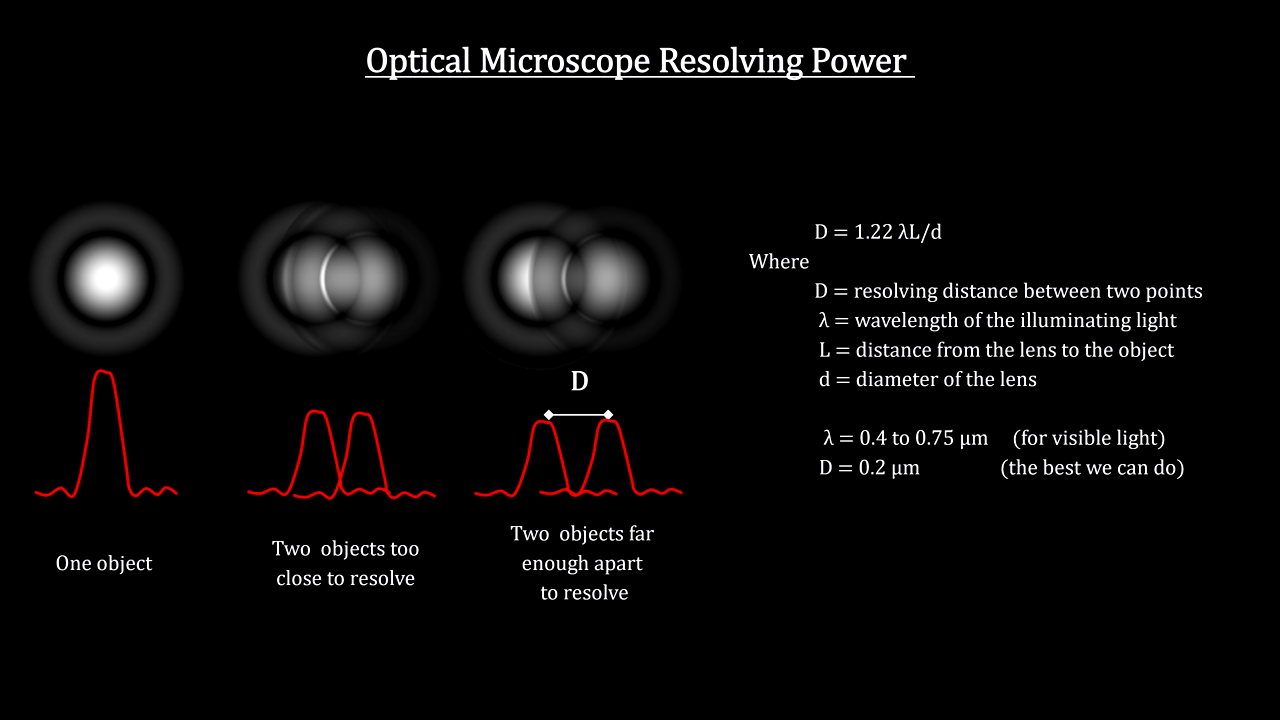 Optical Microscope Resolving Power
D = 1.22 λL/d
Where
D = resolving distance between two points
λ = wavelength of the illuminating light
L = distance from the lens to the object
d = diameter of the lens
λ = 0.4 to 0.75 μm (for visible light)
D = 0.2 μm (the best we can do)
D
One object
Two objects too
close to resolve
Two objects far
enough apart
to resolve